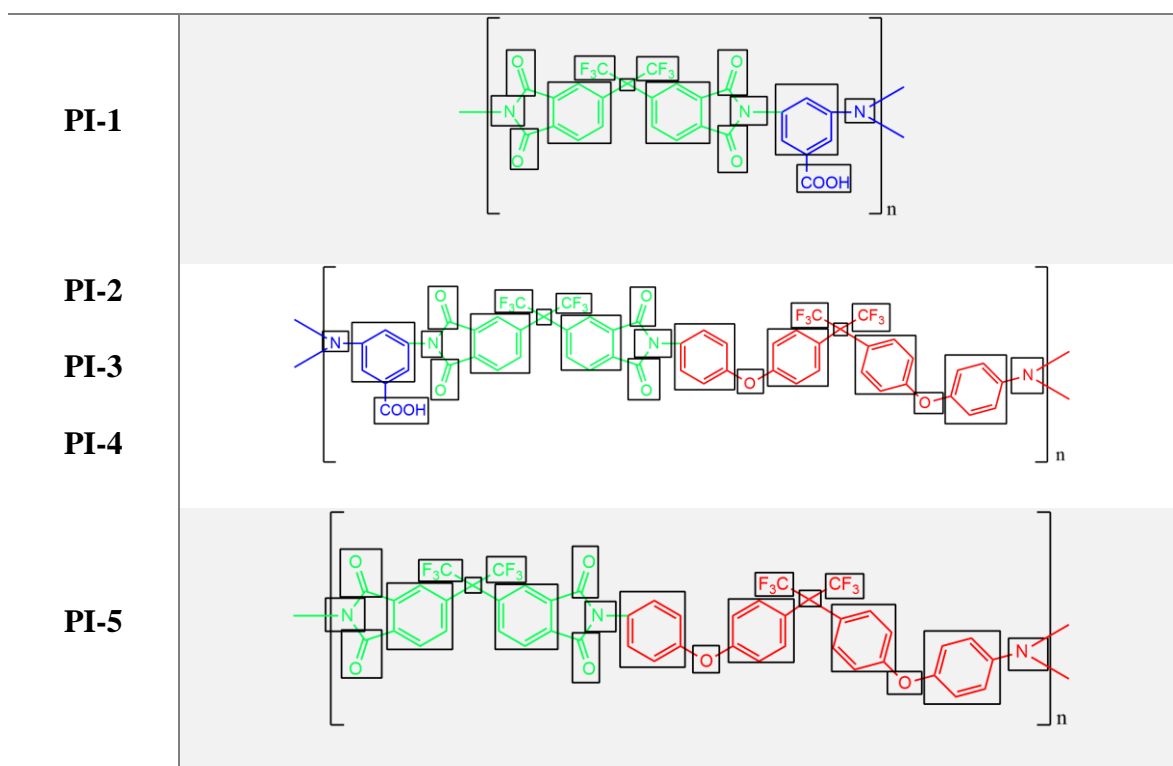 PI-1
O F₃C CF₃ O
N N N
O O
COOH
n
PI-2
PI-3
PI-4
O F₃C CF₃ O F₃C CF₃
N N N N
O O O O
COOH
n
PI-5
O F₃C CF₃ O F₃C CF₃
N N N
O O O O
n